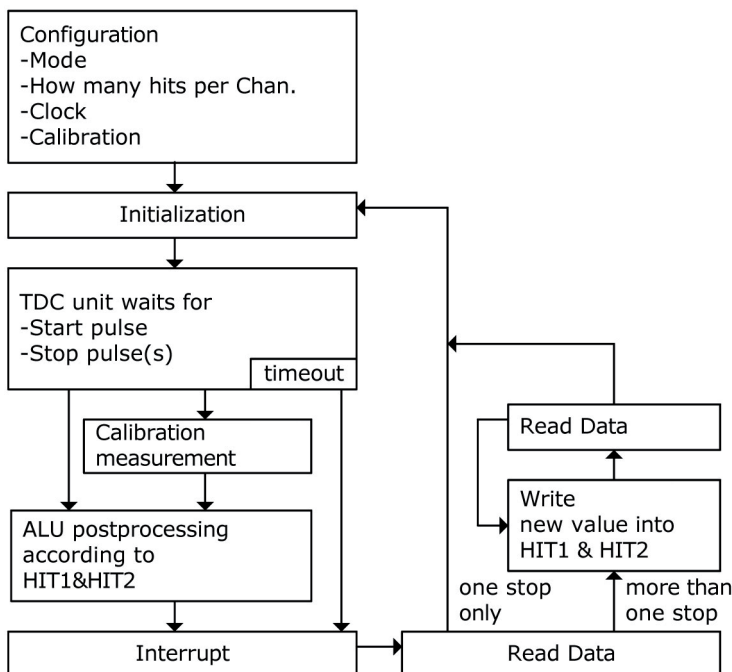 Configuration
-Mode
-How many hits per Chan.
-Clock
-Calibration
Initialization
TDC unit waits for
-Start pulse
-Stop pulse(s)
timeout
Calibration
measurement
ALU postprocessing
according to
HIT1&HIT2
Interrupt
Read Data
Write
new value into
HIT1 & HIT2
one stop
only
more than
one stop
Read Data